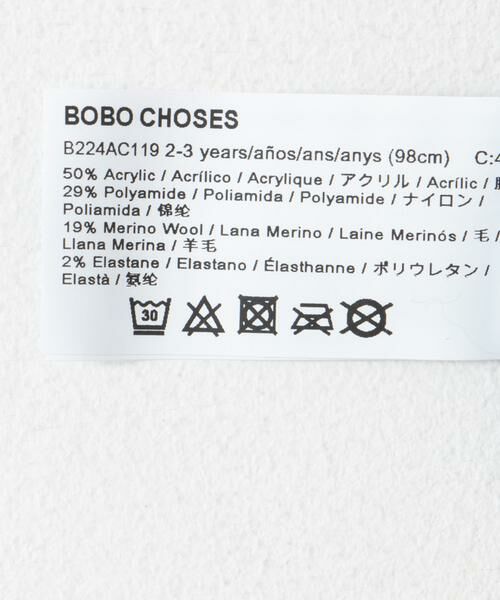 BOBO CHOSES
B224AC119 2-3 years/años/ans/anys (98cm) C:4
50% Acrylic / Acrílico / Acrylique / アクリル / Acrílic /
29% Polyamide / Poliamida / Polyamide / ナイロン /
Poliamida / 锦纶
19% Merino Wool / Lana Merino / Laine Merinós / 毛 /
Llana Merina / 羊毛
2% Elastane / Elastano / Élasthanne / ポリウレタン /
Elastà / 氨纶
30